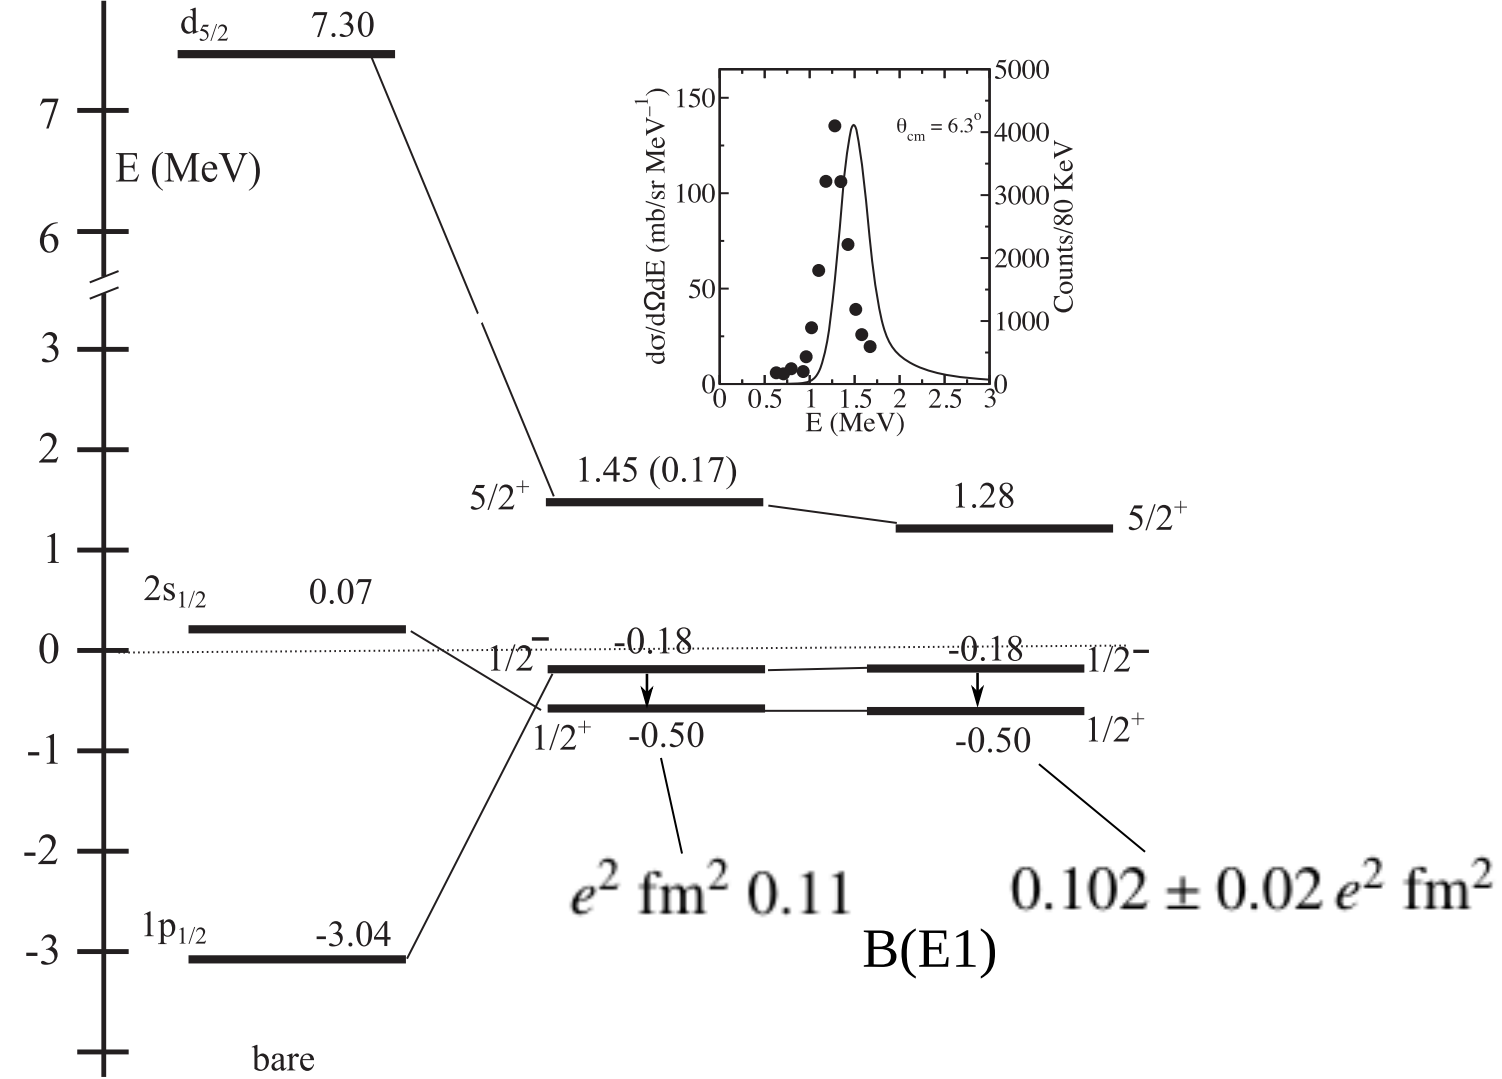 d5/2 7.30
7
E (MeV)
6
3
2
1
0
-1
-2
-3
2s1/2 0.07
1p1/2 -3.04
bare
5/2+ 1.45 (0.17)
1.28 5/2+
1/2− -0.18
-0.18 1/2−
1/2+ -0.50
-0.50 1/2+
e2 fm2 0.11
0.102 ± 0.02 e2 fm2
B(E1)
dσ/dΩdE (mb/sr MeV−1)
150
100
50
0
θcm = 6.3o
5000
4000
3000
2000
1000
0
Counts/80 KeV
0 0.5 1 1.5 2 2.5 3
E (MeV)